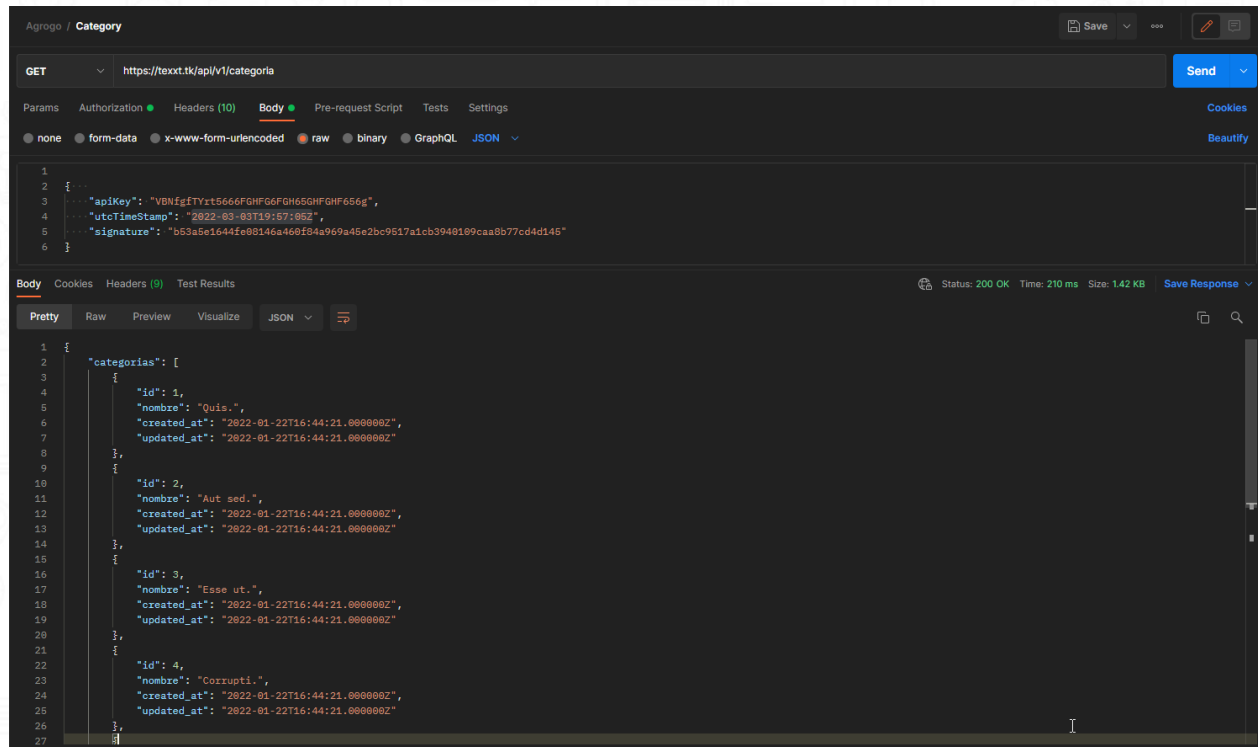 Agrogo / Category
Save
GET https://texxt.tk/api/v1/categoria Send
Params Authorization Headers (10) Body Pre-request Script Tests Settings Cookies
none form-data x-www-form-urlencoded raw binary GraphQL JSON Beautify
1
2 {
3 "apiKey": "VBNfgfTYrt5666FGHFG6FGH65GHFGHF656g",
4 "utcTimeStamp": "2022-03-03T19:57:05Z",
5 "signature": "b53a5e1644fe08146a460f84a969a45e2bc9517a1cb3940109caa8b77cd4d145"
6 }
Body Cookies Headers (9) Test Results Status: 200 OK Time: 210 ms Size: 1.42 KB Save Response
Pretty Raw Preview Visualize JSON
1 {
2 "categorias": [
3 {
4 "id": 1,
5 "nombre": "Quis.",
6 "created_at": "2022-01-22T16:44:21.000000Z",
7 "updated_at": "2022-01-22T16:44:21.000000Z"
8 },
9 {
10 "id": 2,
11 "nombre": "Aut sed.",
12 "created_at": "2022-01-22T16:44:21.000000Z",
13 "updated_at": "2022-01-22T16:44:21.000000Z"
14 },
15 {
16 "id": 3,
17 "nombre": "Esse ut.",
18 "created_at": "2022-01-22T16:44:21.000000Z",
19 "updated_at": "2022-01-22T16:44:21.000000Z"
20 },
21 {
22 "id": 4,
23 "nombre": "Corrupti.",
24 "created_at": "2022-01-22T16:44:21.000000Z",
25 "updated_at": "2022-01-22T16:44:21.000000Z"
26 },
27 {